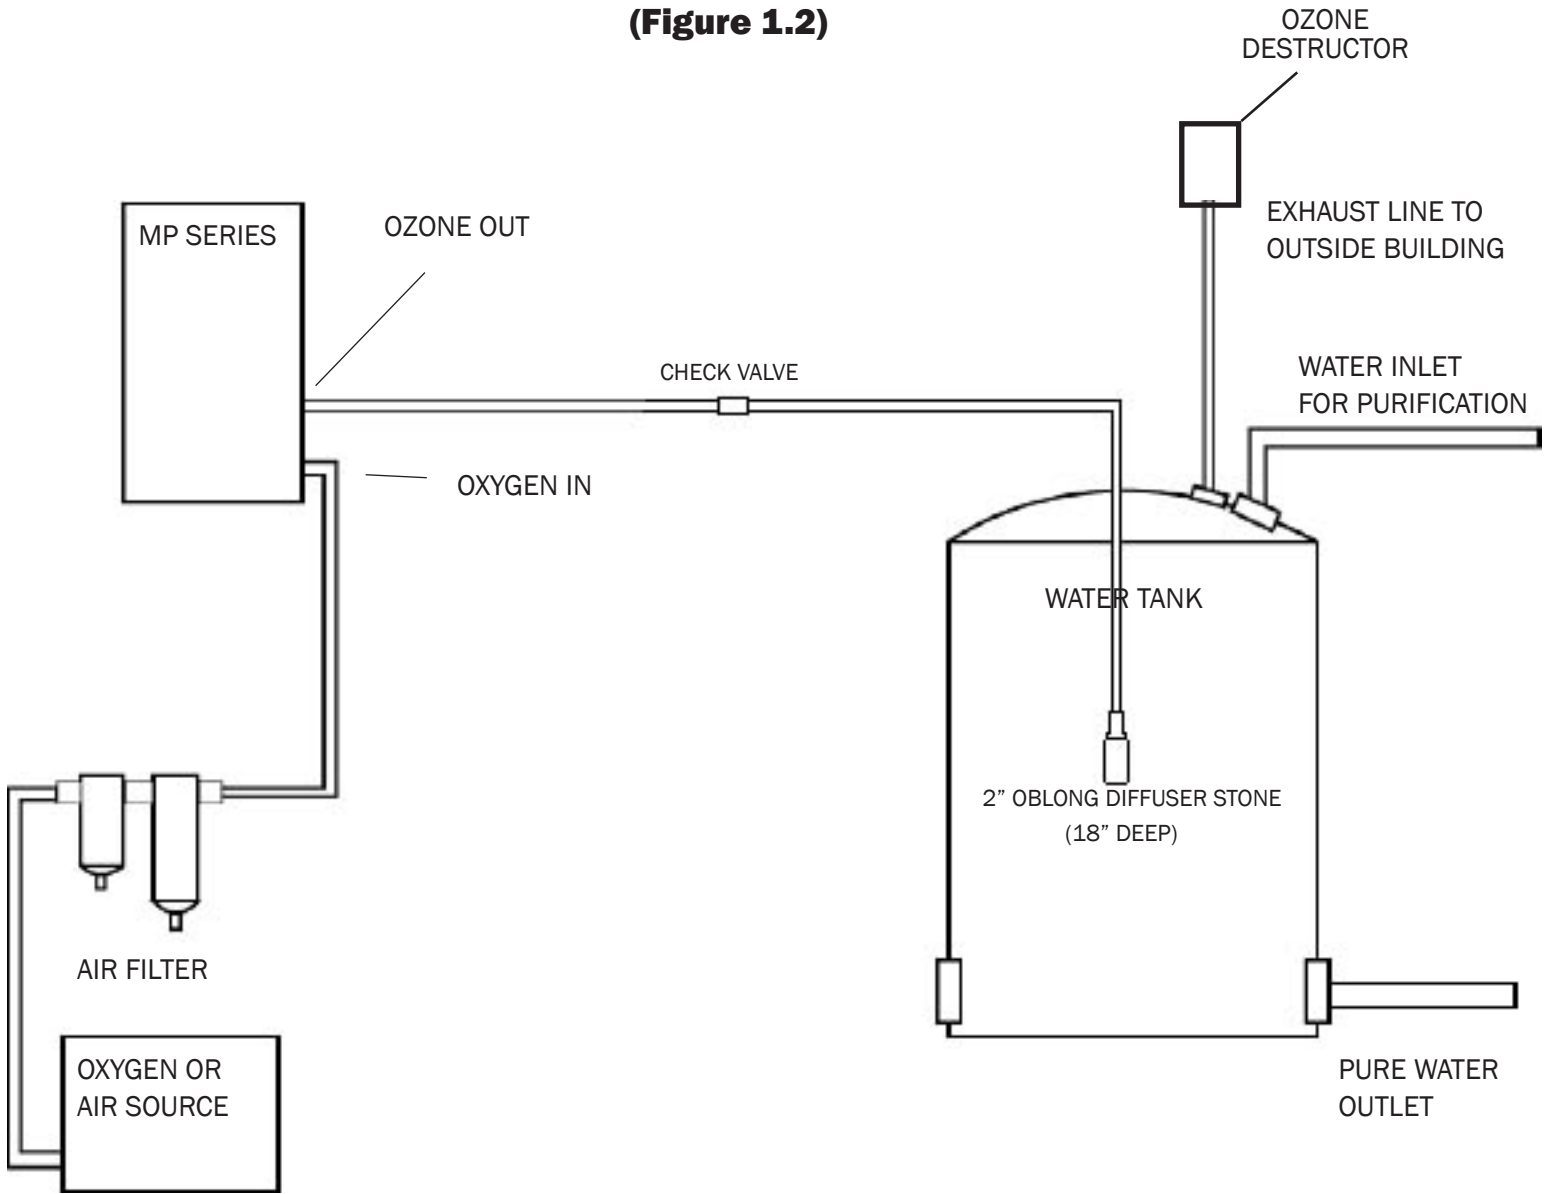 (Figure 1.2)
OZONE
DESTRUCTOR
MP SERIES
OZONE OUT
EXHAUST LINE TO
OUTSIDE BUILDING
CHECK VALVE
WATER INLET
FOR PURIFICATION
OXYGEN IN
WATER TANK
2” OBLONG DIFFUSER STONE
(18” DEEP)
AIR FILTER
OXYGEN OR
AIR SOURCE
PURE WATER
OUTLET